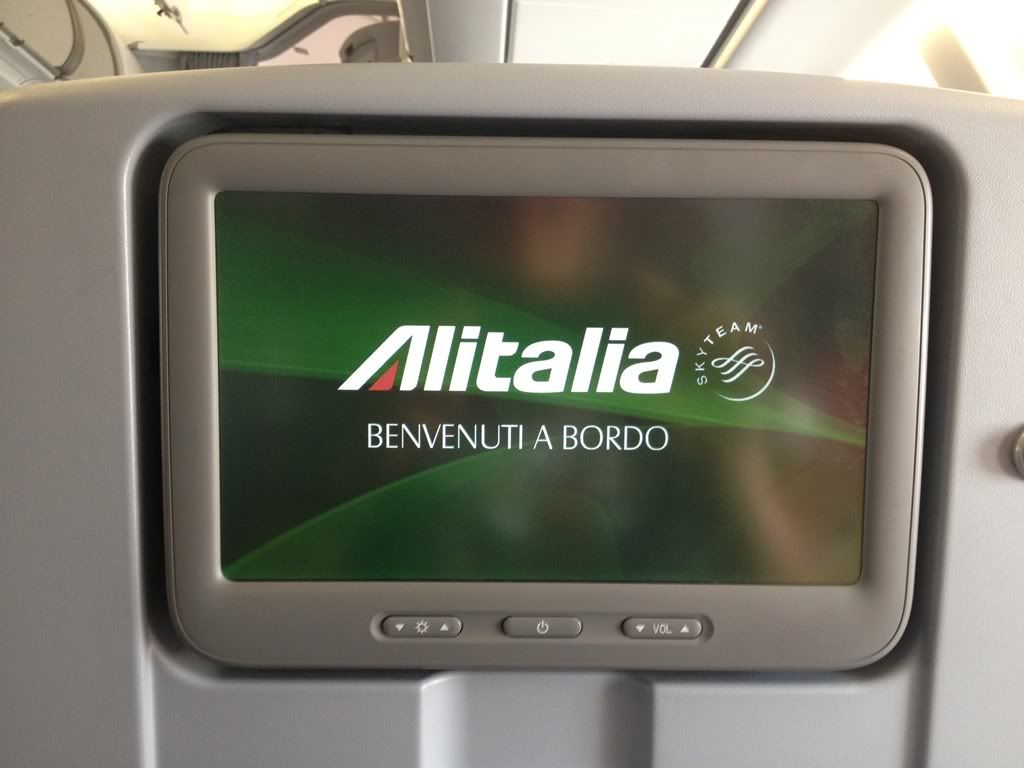 Alitalia
SKYTEAM
BENVENUTI A BORDO
VOL